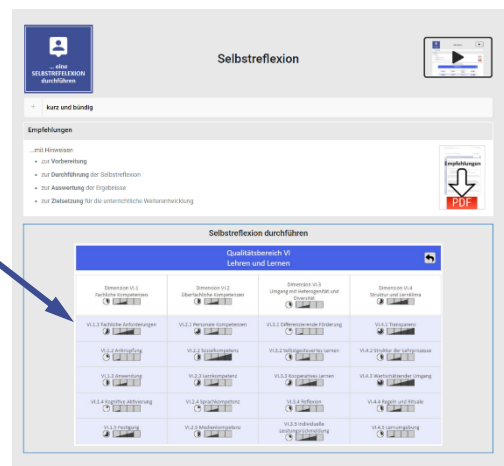 ... eine
SELBSTREFELEXION
durchführen
Selbstreflexion
+ kurz und bündig
Empfehlungen
...mit Hinweisen
• zur Vorbereitung
• zur Durchführung der Selbstreflexion
• zur Auswertung der Ergebnisse
• zur Zielsetzung für die unterrichtliche Weiterentwicklung
Empfehlungen
PDF
Selbstreflexion durchführen
Qualitätsbereich VI
Lehren und Lernen
Dimension VI.1
Fachliche Kompetenzen
Dimension VI.2
Überfachliche Kompetenzen
Dimension VI.3
Umgang mit Heterogenität und
Diversität
Dimension VI.4
Struktur und Lernklima
VI.1.1 Fachliche Anforderungen
VI.2.1 Personale Kompetenzen
VI.3.1 Differenzierende Förderung
VI.4.1 Transparenz
VI.1.2 Anknüpfung
VI.2.2 Sozialkompetenz
VI.3.2 Selbstgesteuertes Lernen
VI.4.2 Struktur der Lehrprozesse
VI.1.3 Anwendung
VI.2.3 Lernkompetenz
VI.3.3 Kooperatives Lernen
VI.4.3 Wertschätzender Umgang
VI.1.4 Kognitive Aktivierung
VI.2.4 Sprachkompetenz
VI.3.4 Reflexion
VI.4.4 Regeln und Rituale
VI.1.5 Festigung
VI.2.5 Medienkompetenz
VI.3.5 Individuelle
Leistungsrückmeldung
VI.4.5 Lernumgebung